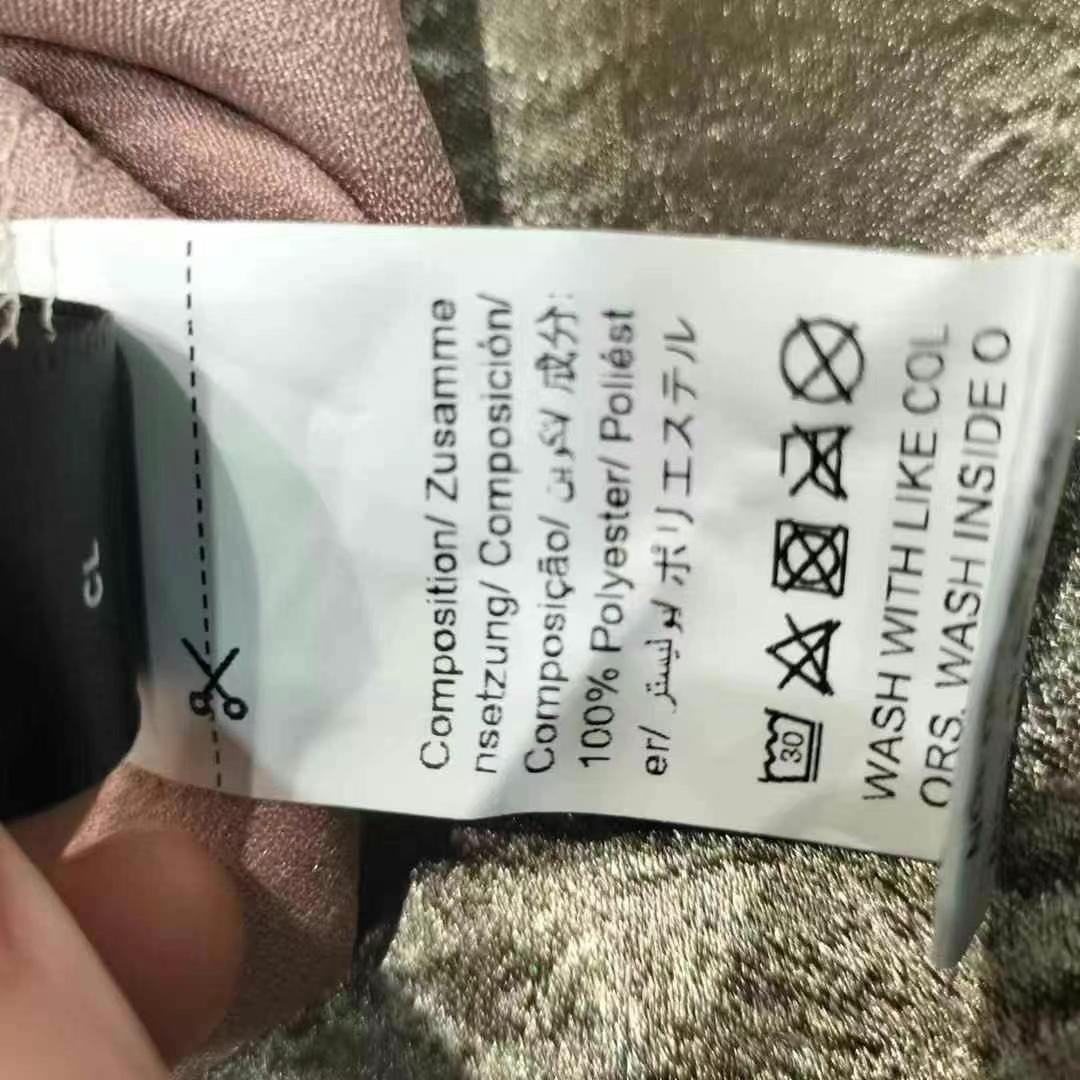 CL
Composition/ Zusamme
nsetzung/ Composición/
Composição/ تكوين/ 成分:
100% Polyester/ Poliést
er/ بوليستر/ ポリエステル
30
WASH WITH LIKE COL
ORS. WASH INSIDE O